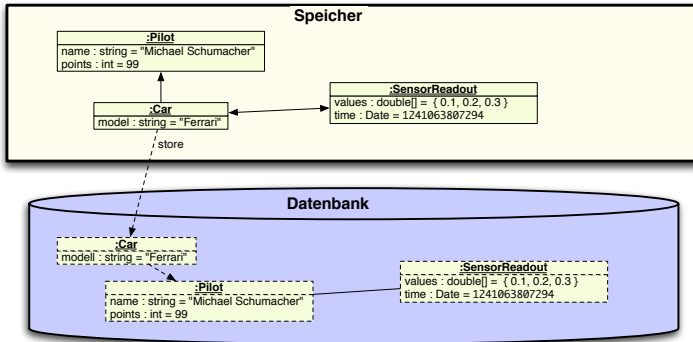 Speicher
:Pilot
name : string = "Michael Schumacher"
points : int = 99
:Car
model : string = "Ferrari"
:SensorReadout
values : double[] = { 0.1, 0.2, 0.3 }
time : Date = 1241063807294
store
Datenbank
:Car
modell : string = "Ferrari"
:Pilot
name : string = "Michael Schumacher"
points : int = 99
:SensorReadout
values : double[] = { 0.1, 0.2, 0.3 }
time : Date = 1241063807294